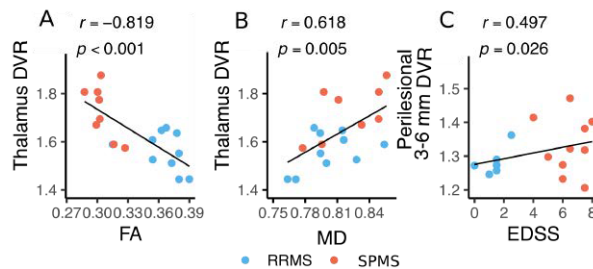 A
r = −0.819
p < 0.001
Thalamus DVR
1.8
1.6
1.4
0.27
0.30
0.33
0.36
0.39
FA
B
r = 0.618
p = 0.005
Thalamus DVR
1.8
1.6
1.4
0.75
0.78
0.81
0.84
MD
C
r = 0.497
p = 0.026
Perilesional
3-6 mm DVR
1.5
1.4
1.3
1.2
0
2
4
6
8
EDSS
RRMS
SPMS